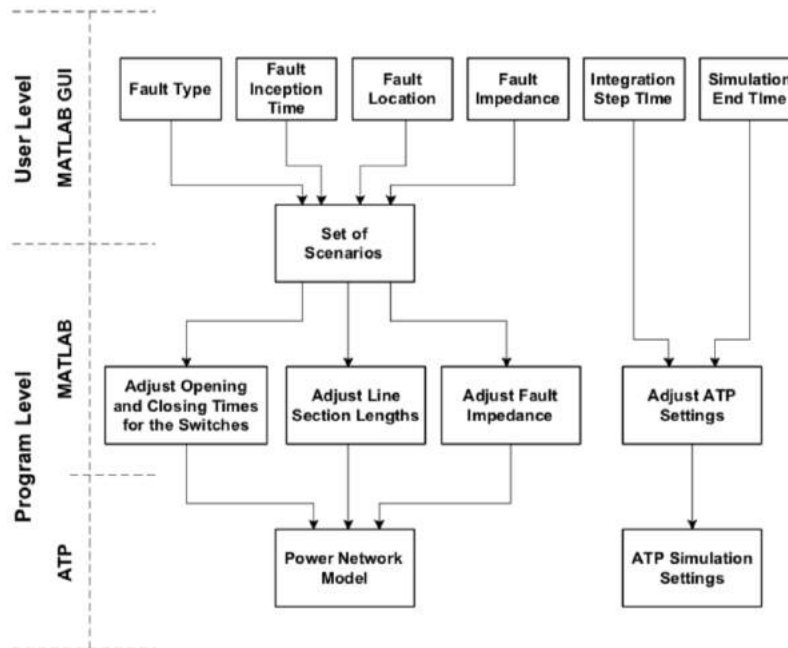 User Level
MATLAB GUI
Fault Type
Fault
Inception
Time
Fault
Location
Fault
Impedance
Integration
Step TIme
Simulation
End TIme
Set of
Scenarios
Program Level
MATLAB
Adjust Opening
and Closing Times
for the Switches
Adjust Line
Section Lengths
Adjust Fault
Impedance
Adjust ATP
Settings
ATP
Power Network
Model
ATP Simulation
Settings